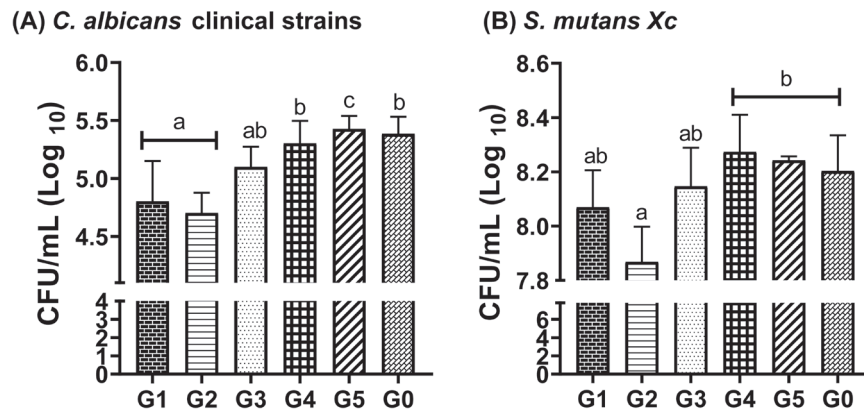 (A) C. albicans clinical strains
CFU/mL (Log 10)
6.0
5.5
5.0
4.5
4
3
2
1
0
a
ab
b
c
b
G1 G2 G3 G4 G5 G0
(B) S. mutans Xc
CFU/mL (Log 10)
8.6
8.4
8.2
8.0
7.8
6
4
2
0
ab
a
ab
b
G1 G2 G3 G4 G5 G0